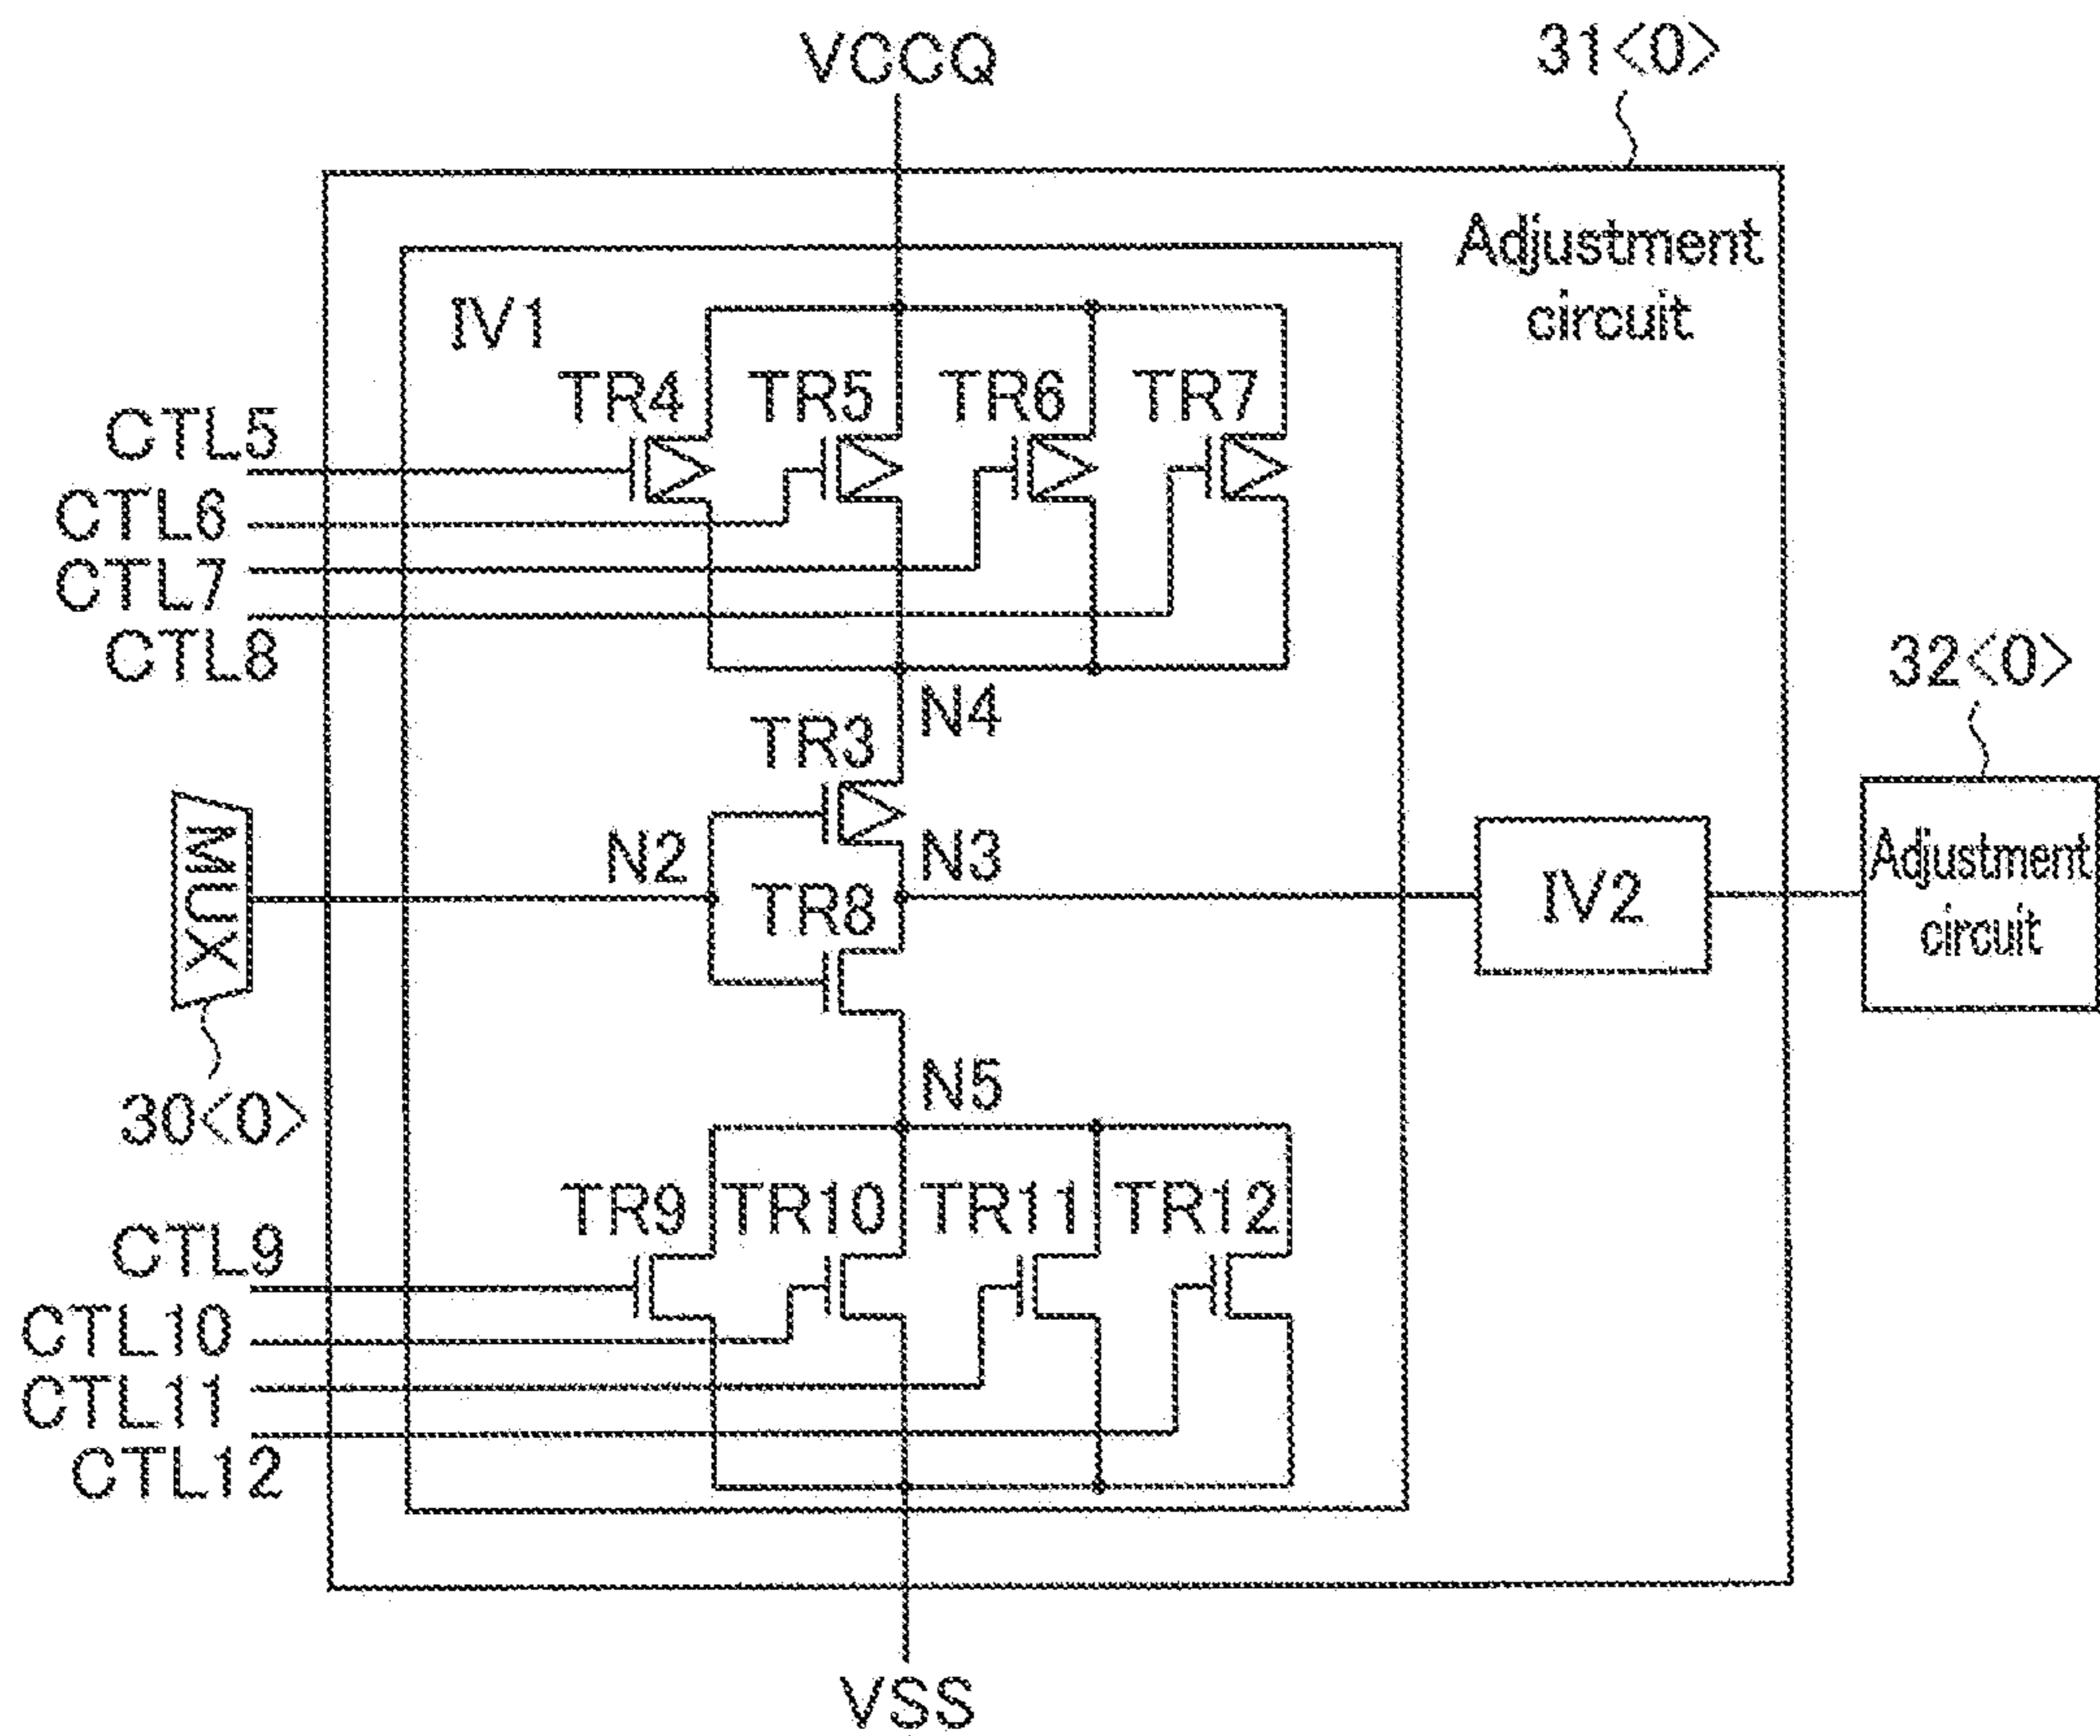 VCCQ
31<0>
Adjustment
circuit
IV1
TR4 TR5 TR6 TR7
CTL5
CTL6
CTL7
CTL8
32<0>
N4
TR3
MUX
N2
N3
TR8
IV2
Adjustment
circuit
N5
30<0>
TR9 TR10 TR11 TR12
CTL9
CTL10
CTL11
CTL12
VSS